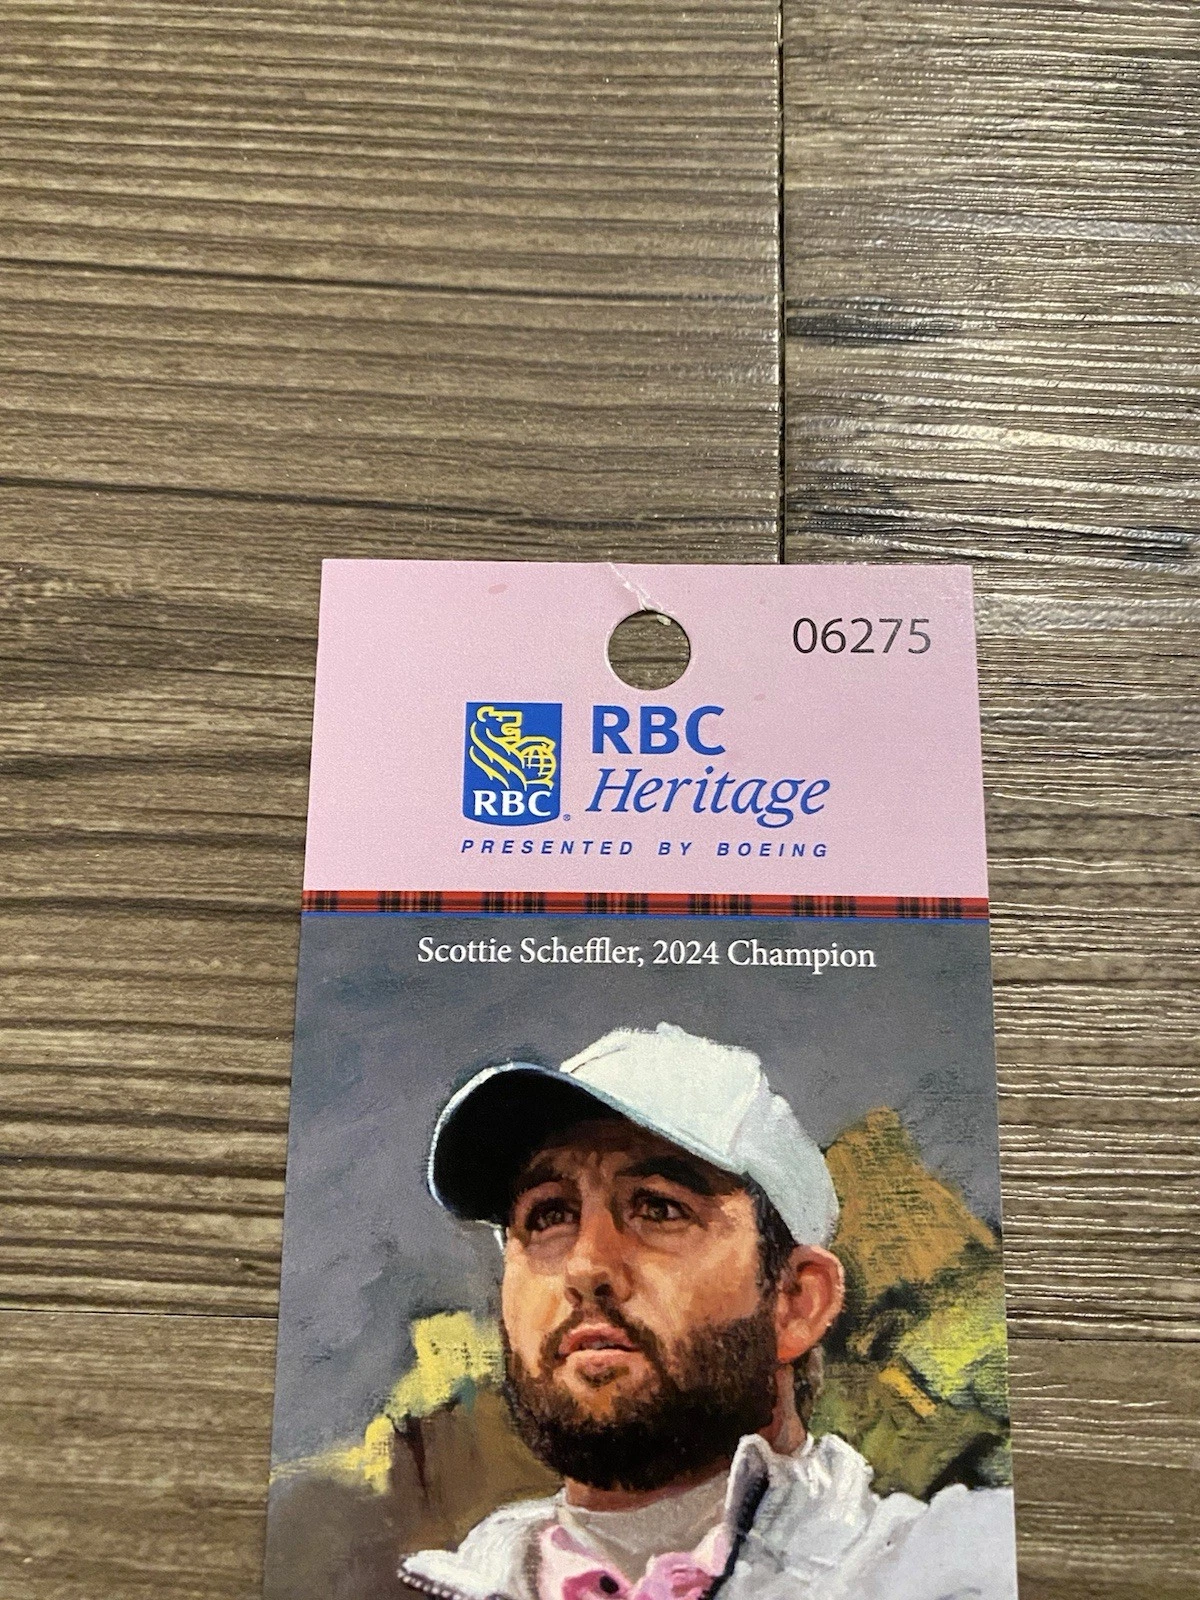 06275
RBC
Heritage
RBC®
PRESENTED BY BOEING
Scottie Scheffler, 2024 Champion